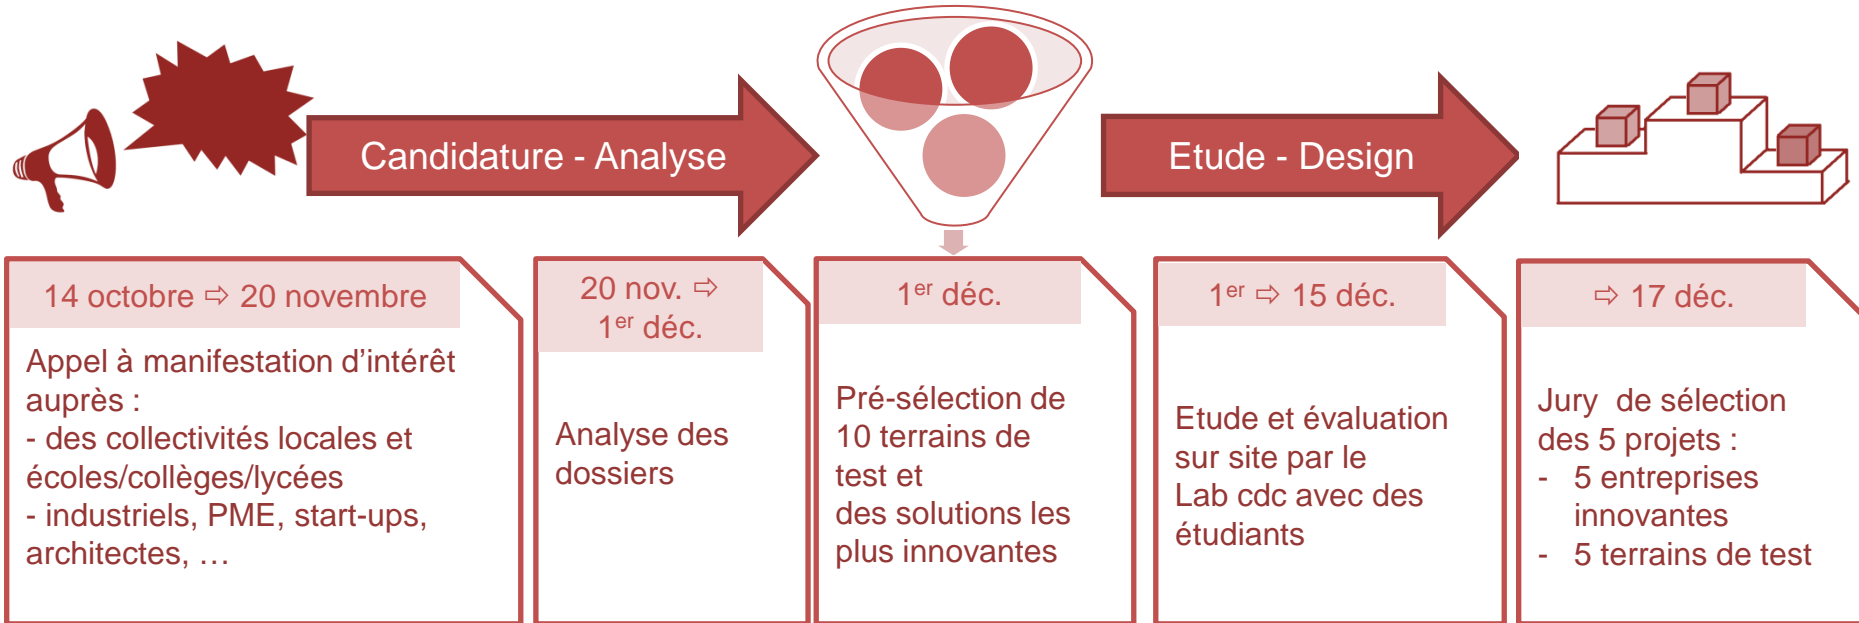 Candidature - Analyse
Etude - Design
14 octobre ⇨ 20 novembre
Appel à manifestation d’intérêt
auprès :
- des collectivités locales et
écoles/collèges/lycées
- industriels, PME, start-ups,
architectes, …
20 nov. ⇨
1er déc.
Analyse des
dossiers
1er déc.
Pré-sélection de
10 terrains de
test et
des solutions les
plus innovantes
1er ⇨ 15 déc.
Etude et évaluation
sur site par le
Lab cdc avec des
étudiants
⇨ 17 déc.
Jury  de sélection
des 5 projets :
- 5 entreprises
innovantes
- 5 terrains de test